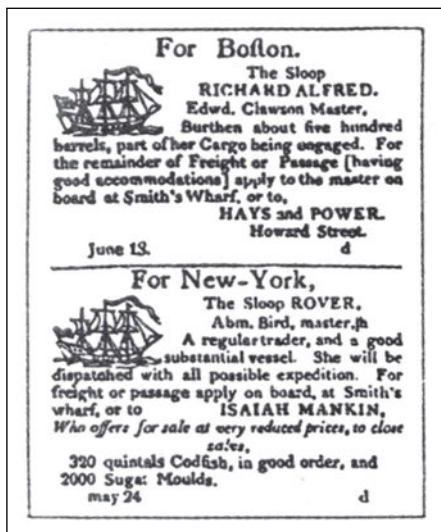 For Boſton.
The Sloop
RICHARD ALFRED.
Edwd. Clawson Master,
Burthen about five hundred
barrels, part of her Cargo being engaged. For
the remainder of Freight or Passage [having
good accommodations] apply to the master on
board at Smith's Wharf, or to,
HAYS and POWER.
Howard Street.
June 13. d
For New-York,
The Sloop ROVER,
Abm. Bird, master,
A regular trader, and a good
substantial vessel. She will be
dispatched with all possible expedition. For
freight or passage apply on board, at Smith's
wharf, or to ISAIAH MANKIN,
Who offers for sale at very reduced prices, to close
sales,
320 quintals Codfish, in good order, and
2000 Sugar Moulds.
may 24 d